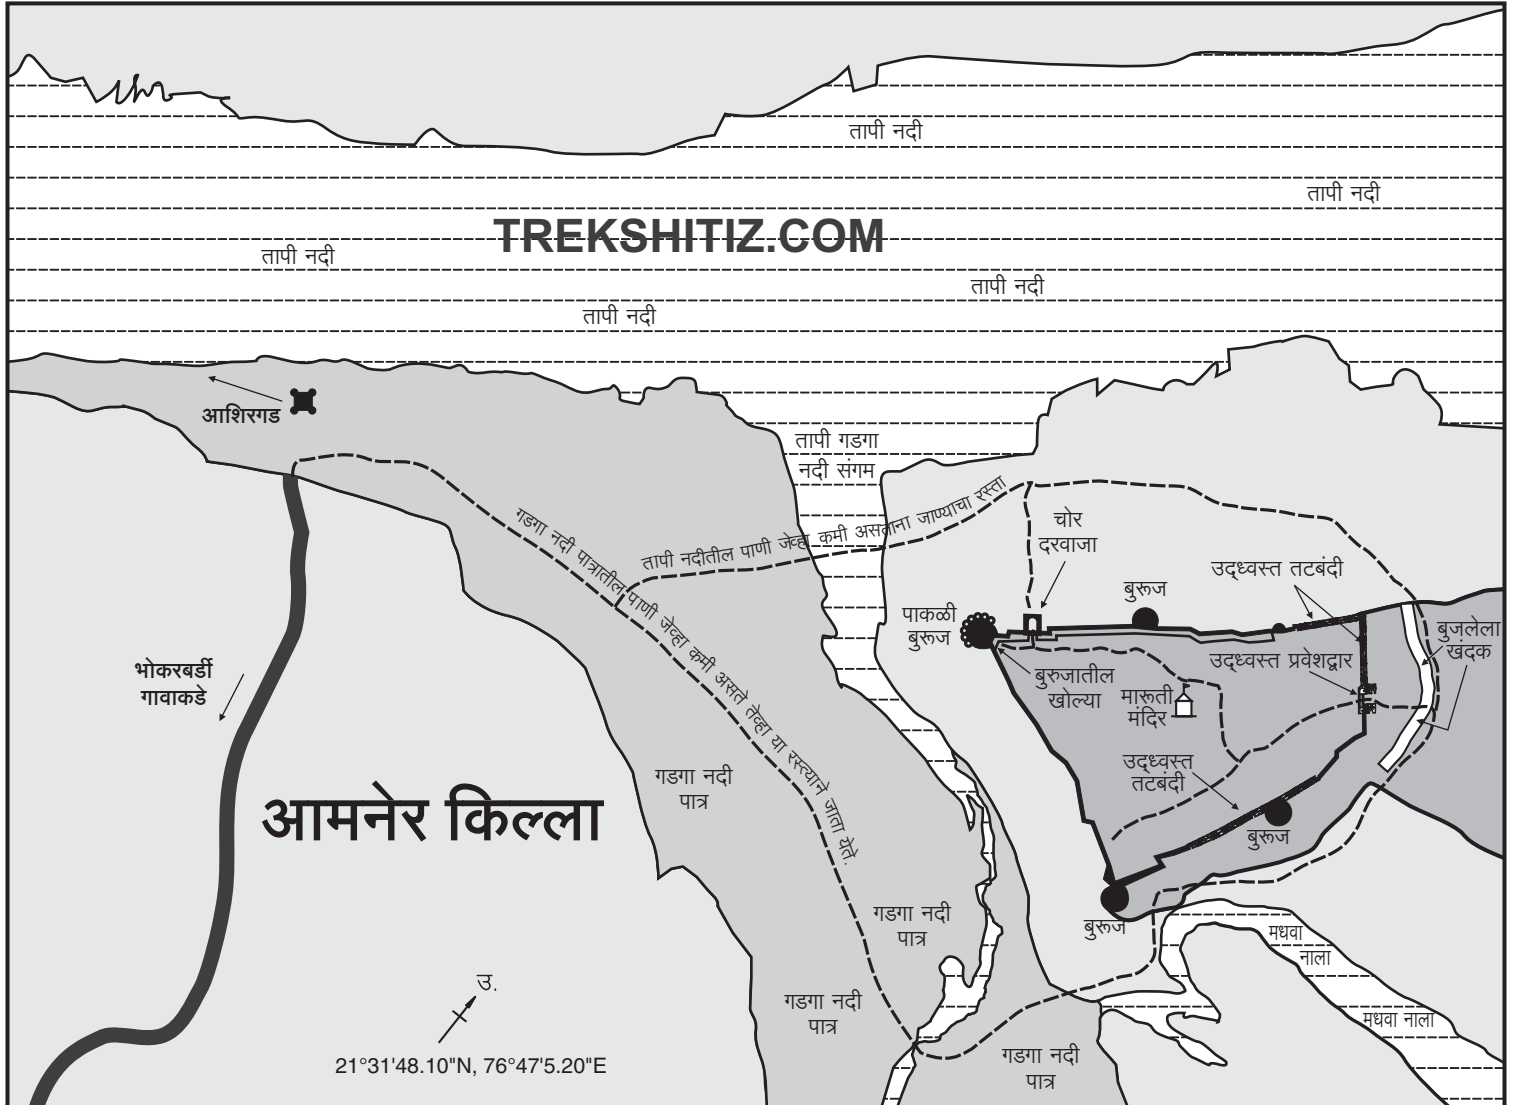 तापी नदी
तापी नदी
TREKSHITIZ.COM
तापी नदी
तापी नदी
तापी नदी
आशिरगड
तापी गडगा
नदी संगम
गडगा नदी पात्रातील पाणी जेव्हा कमी असते तेव्हा या रस्त्याने जाता येते.
तापी नदीतील पाणी जेव्हा कमी असताना जाण्याचा रस्ता
चोर
दरवाजा
उद्ध्वस्त तटबंदी
बुरूज
पाकळी
बुरूज
बुजलेला
खंदक
उद्ध्वस्त प्रवेशद्वार
बुरुजातील
खोल्या
मारूती
मंदिर
भोकरबर्डी
गावाकडे
उद्ध्वस्त
तटबंदी
गडगा नदी
पात्र
आमनेर किल्ला
बुरूज
गडगा नदी
पात्र
बुरूज
मधवा
नाला
उ.
गडगा नदी
पात्र
मधवा नाला
गडगा नदी
पात्र
21°31'48.10"N, 76°47'5.20"E